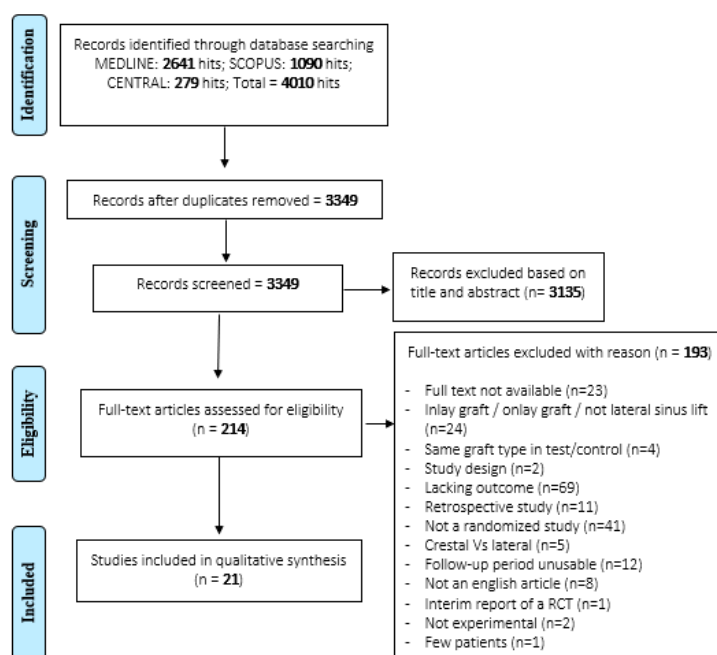 Identification
Records identified through database searching
MEDLINE: 2641 hits; SCOPUS: 1090 hits;
CENTRAL: 279 hits; Total = 4010 hits
Screening
Records after duplicates removed = 3349
Records screened = 3349
Records excluded based on
title and abstract (n= 3135)
Eligibility
Full-text articles assessed for eligibility
(n = 214)
Full-text articles excluded with reason (n = 193)
- Full text not available (n=23)
- Inlay graft / onlay graft / not lateral sinus lift
(n=24)
- Same graft type in test/control (n=4)
- Study design (n=2)
- Lacking outcome (n=69)
- Retrospective study (n=11)
- Not a randomized study (n=41)
- Crestal Vs lateral (n=5)
- Follow-up period unusable (n=12)
- Not an english article (n=8)
- Interim report of a RCT (n=1)
- Not experimental (n=2)
- Few patients (n=1)
Included
Studies included in qualitative synthesis
(n = 21)